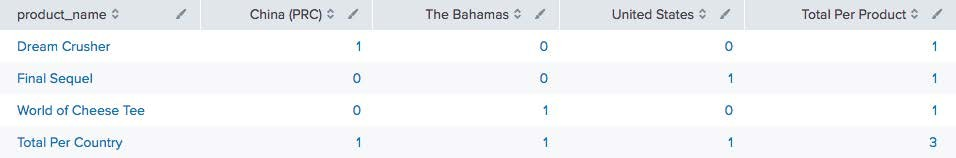 product_name China (PRC) The Bahamas United States Total Per Product
Dream Crusher 1 0 0 1
Final Sequel 0 0 1 1
World of Cheese Tee 0 1 0 1
Total Per Country 1 1 1 3